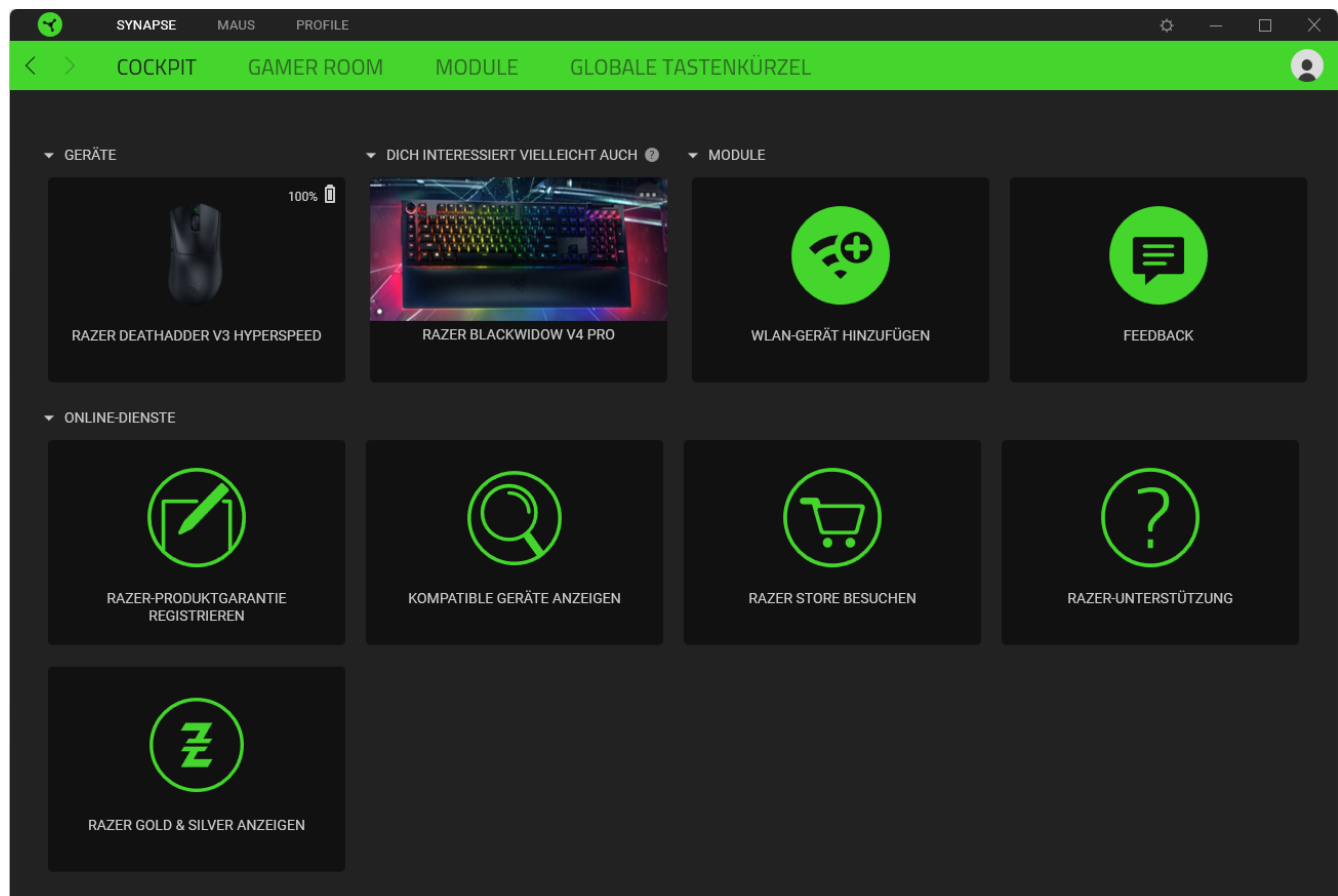 SYNAPSE MAUS PROFILE
COCKPIT GAMER ROOM MODULE GLOBALE TASTENKÜRZEL
GERÄTE
100%
RAZER DEATHADDER V3 HYPERSPEED
DICH INTERESSIERT VIELLEICHT AUCH ?
RAZER BLACKWIDOW V4 PRO
MODULE
WLAN-GERÄT HINZUFÜGEN
FEEDBACK
ONLINE-DIENSTE
RAZER-PRODUKTGARANTIE
REGISTRIEREN
KOMPATIBLE GERÄTE ANZEIGEN
RAZER STORE BESUCHEN
RAZER-UNTERSTÜTZUNG
RAZER GOLD & SILVER ANZEIGEN